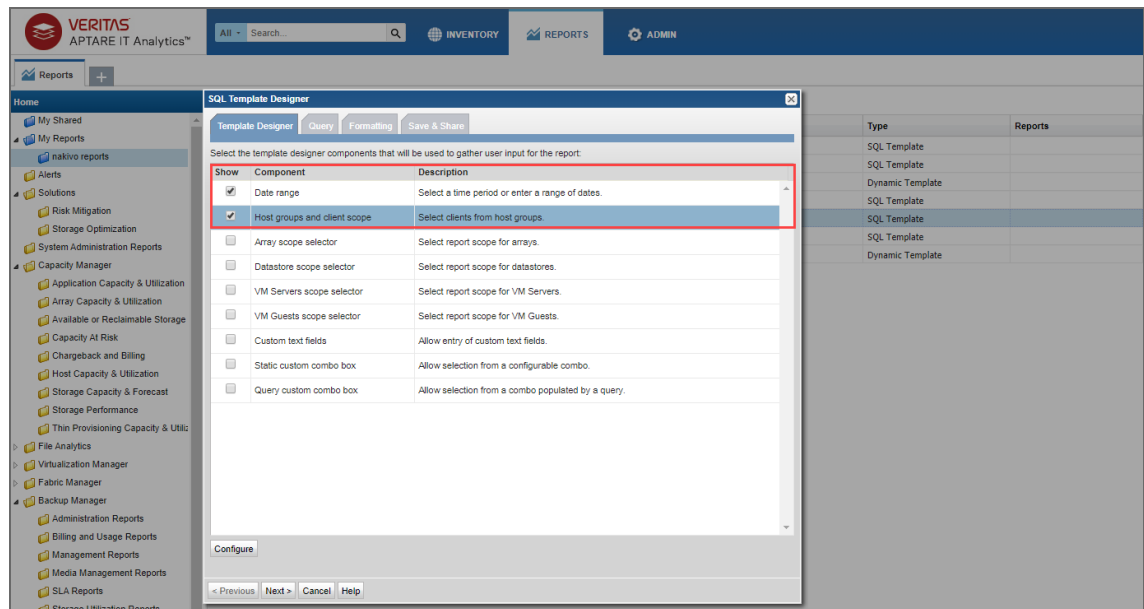 VERITAS
APTARE IT Analytics™
All Search... INVENTORY REPORTS ADMIN
Reports
Home
My Shared
My Reports
nakivo reports
Alerts
Solutions
Risk Mitigation
Storage Optimization
System Administration Reports
Capacity Manager
Application Capacity & Utilization
Array Capacity & Utilization
Available or Reclaimable Storage
Capacity At Risk
Chargeback and Billing
Host Capacity & Utilization
Storage Capacity & Forecast
Storage Performance
Thin Provisioning Capacity & Utiliz
File Analytics
Virtualization Manager
Fabric Manager
Backup Manager
Administration Reports
Billing and Usage Reports
Management Reports
Media Management Reports
SLA Reports
Storage Utilization Reports
SQL Template Designer
Template Designer Query Formatting Save & Share
Select the template designer components that will be used to gather user input for the report:
Show Component Description
Date range Select a time period or enter a range of dates.
Host groups and client scope Select clients from host groups.
Array scope selector Select report scope for arrays.
Datastore scope selector Select report scope for datastores.
VM Servers scope selector Select report scope for VM Servers.
VM Guests scope selector Select report scope for VM Guests.
Custom text fields Allow entry of custom text fields.
Static custom combo box Allow selection from a configurable combo.
Query custom combo box Allow selection from a combo populated by a query.
Configure
< Previous Next > Cancel Help
Type Reports
SQL Template
SQL Template
Dynamic Template
SQL Template
SQL Template
SQL Template
Dynamic Template